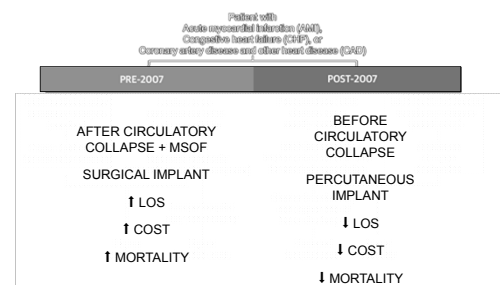 Patient with
Acute myocardial infarction (AMI),
Congestive heart failure (CHF), or
Coronary artery disease and other heart disease (CAD)
PRE-2007
POST-2007
AFTER CIRCULATORY
COLLAPSE + MSOF
SURGICAL IMPLANT
⬆ LOS
⬆ COST
⬆ MORTALITY
BEFORE
CIRCULATORY
COLLAPSE
PERCUTANEOUS
IMPLANT
⬇ LOS
⬇ COST
⬇ MORTALITY